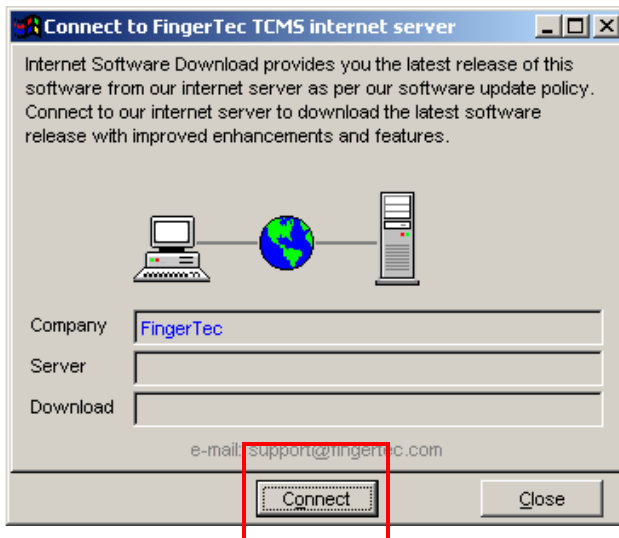 Connect to FingerTec TCMS internet server
Internet Software Download provides you the latest release of this
software from our internet server as per our software update policy.
Connect to our internet server to download the latest software
release with improved enhancements and features.
Company FingerTec
Server
Download
e-mail: support@fingertec.com
Connect Close